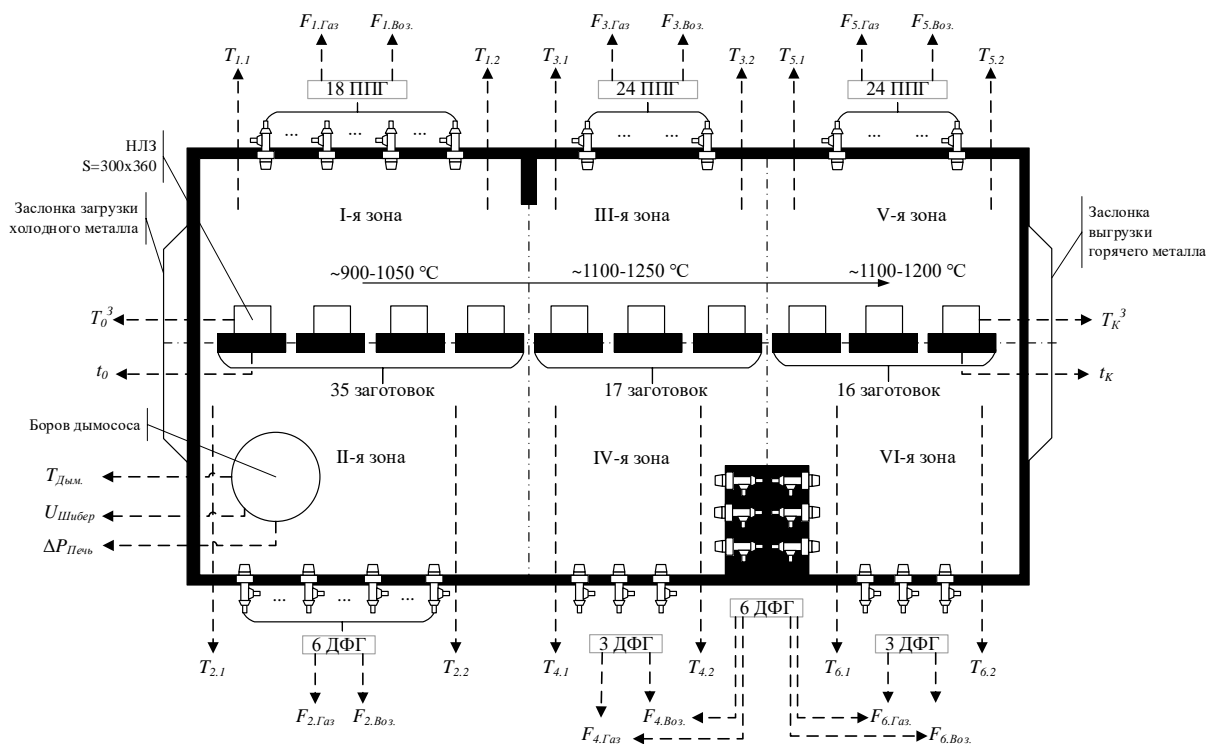 F1.Газ F1.Воз. F3.Газ F3.Воз. F5.Газ F5.Воз.
T1.1 T1.2 T3.1 T3.2 T5.1 T5.2
18 ППГ 24 ППГ 24 ППГ
... ... ... ... ... ... ...
НЛЗ
S=300x360
Заслонка загрузки
холодного металла
I-я зона III-я зона V-я зона
Заслонка
выгрузки
горячего металла
~900-1050 °C ~1100-1250 °C ~1100-1200 °C
T0З TКЗ
t0 tК
35 заготовок 17 заготовок 16 заготовок
Боров дымососа
II-я зона IV-я зона VI-я зона
TДым.
UШибер
ΔPПечь
... ... ...
6 ДФГ 3 ДФГ 6 ДФГ 3 ДФГ
T2.1 T2.2 T4.1 T4.2 T6.1 T6.2
F2.Газ F2.Воз. F4.Воз. F6.Газ.
F4.Газ F6.Воз.